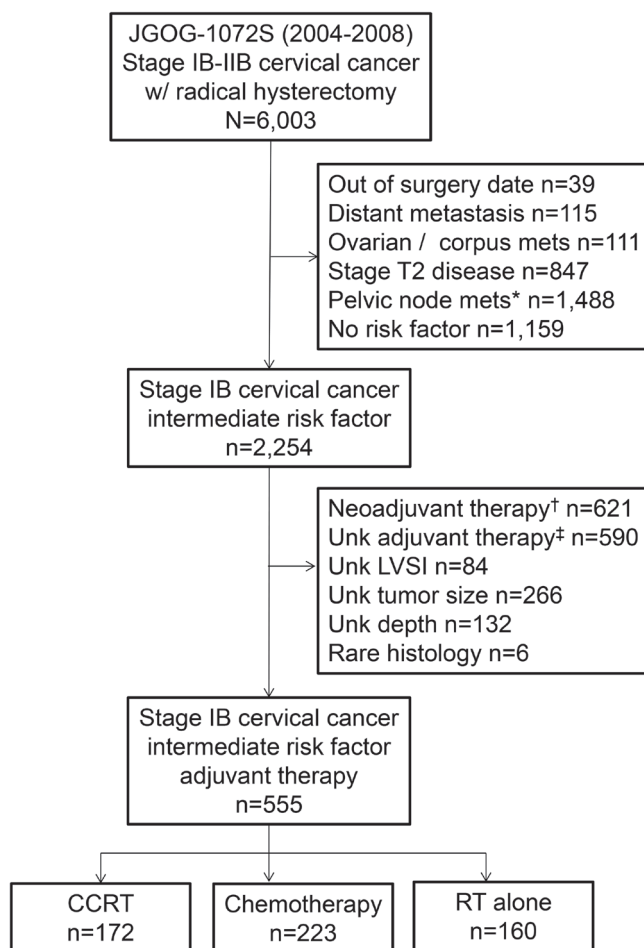 JGOG-1072S (2004-2008)
Stage IB-IIB cervical cancer
w/ radical hysterectomy
N=6,003
Out of surgery date n=39
Distant metastasis n=115
Ovarian / corpus mets n=111
Stage T2 disease n=847
Pelvic node mets* n=1,488
No risk factor n=1,159
Stage IB cervical cancer
intermediate risk factor
n=2,254
Neoadjuvant therapy† n=621
Unk adjuvant therapy‡ n=590
Unk LVSI n=84
Unk tumor size n=266
Unk depth n=132
Rare histology n=6
Stage IB cervical cancer
intermediate risk factor
adjuvant therapy
n=555
CCRT
n=172
Chemotherapy
n=223
RT alone
n=160